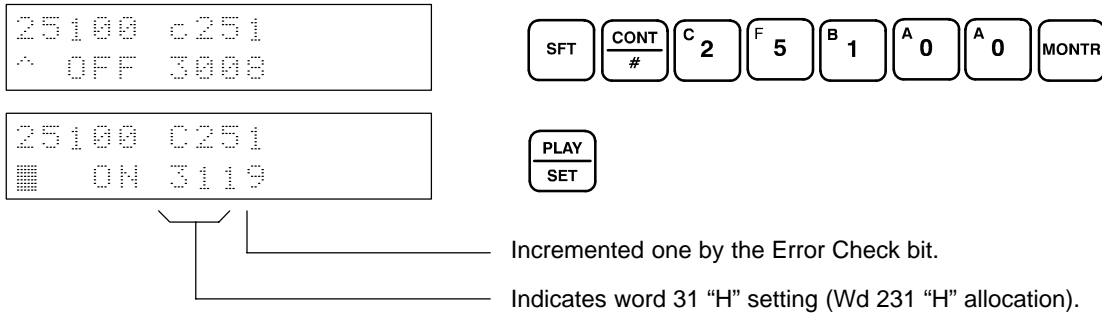 25100 c251
^ OFF 3008
SFT CONT/# C 2 F 5 B 1 A 0 A 0 MONTR
25100 C251
ON 3119
PLAY/SET
Incremented one by the Error Check bit.
Indicates word 31 “H” setting (Wd 231 “H” allocation).